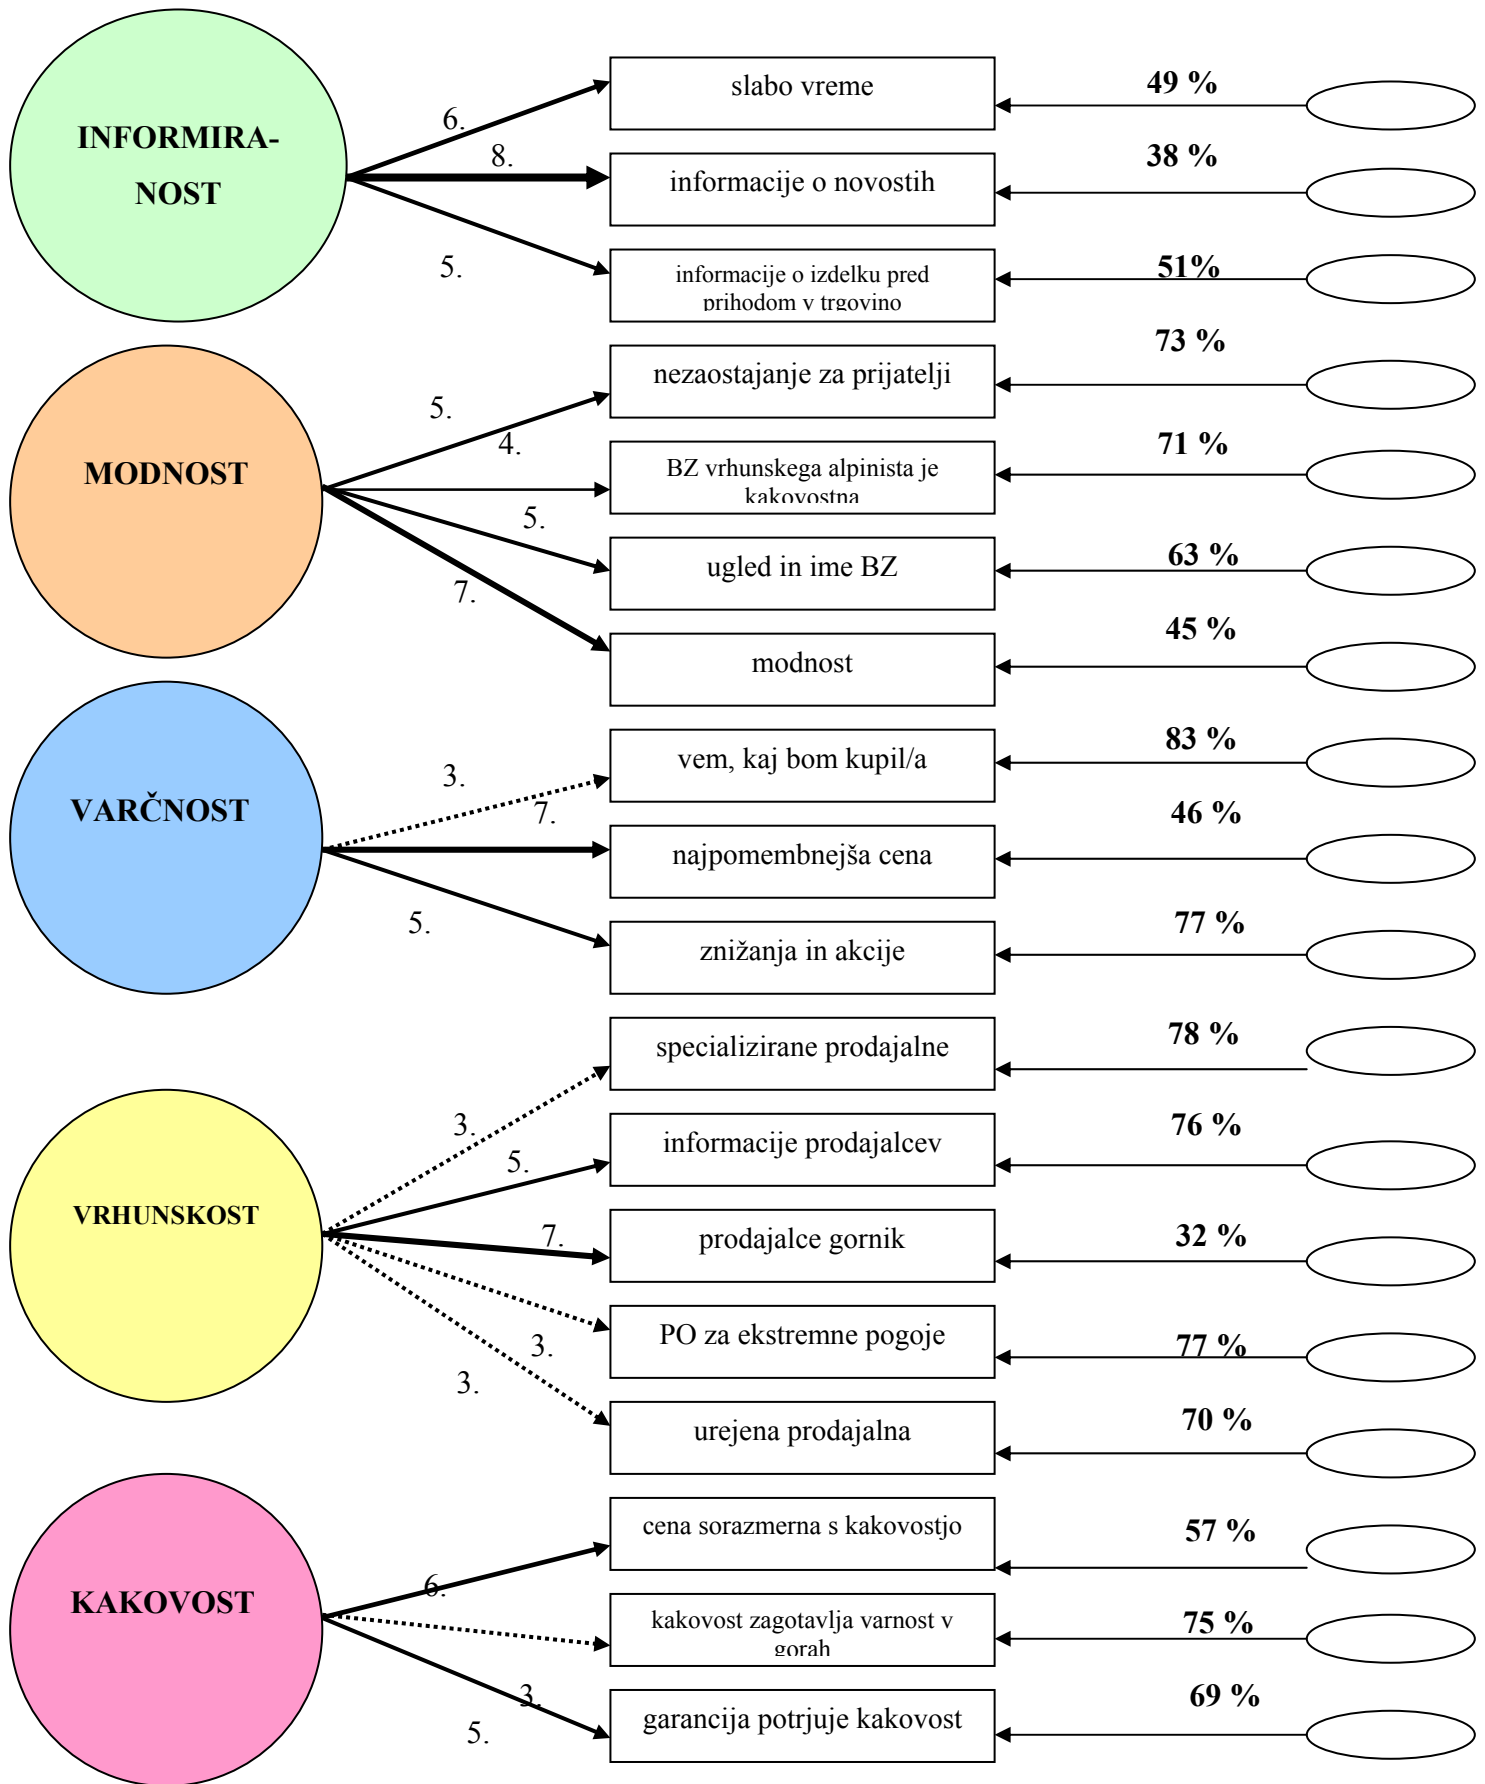 INFORMIRA-
NOST
6.
8.
5.
slabo vreme
49 %
informacije o novostih
38 %
informacije o izdelku pred
prihodom v trgovino
51%
MODNOST
5.
4.
5.
7.
nezaostajanje za prijatelji
73 %
BZ vrhunskega alpinista je
kakovostna
71 %
ugled in ime BZ
63 %
modnost
45 %
VARČNOST
3.
7.
5.
vem, kaj bom kupil/a
83 %
najpomembnejša cena
46 %
znižanja in akcije
77 %
VRHUNSKOST
3.
5.
7.
3.
3.
specializirane prodajalne
78 %
informacije prodajalcev
76 %
prodajalce gornik
32 %
PO za ekstremne pogoje
77 %
urejena prodajalna
70 %
KAKOVOST
6.
3.
5.
cena sorazmerna s kakovostjo
57 %
kakovost zagotavlja varnost v
gorah
75 %
garancija potrjuje kakovost
69 %